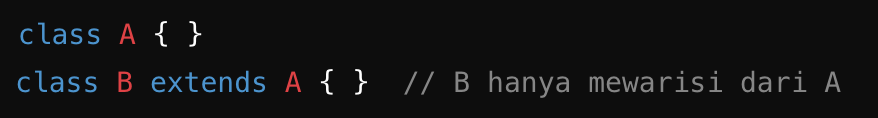 class A { }
class B extends A { }  // B hanya mewarisi dari A